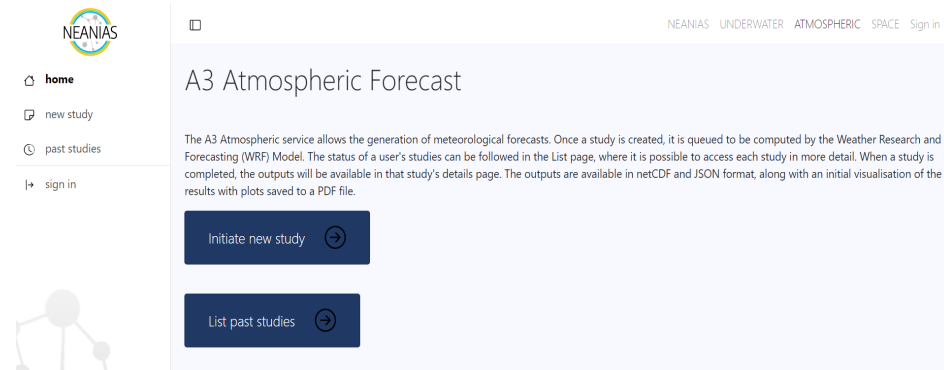 NEANIAS
home
new study
past studies
sign in
NEANIAS UNDERWATER ATMOSPHERIC SPACE Sign in
A3 Atmospheric Forecast
The A3 Atmospheric service allows the generation of meteorological forecasts. Once a study is created, it is queued to be computed by the Weather Research and
Forecasting (WRF) Model. The status of a user's studies can be followed in the List page, where it is possible to access each study in more detail. When a study is
completed, the outputs will be available in that study's details page. The outputs are available in netCDF and JSON format, along with an initial visualisation of the
results with plots saved to a PDF file.
Initiate new study
List past studies